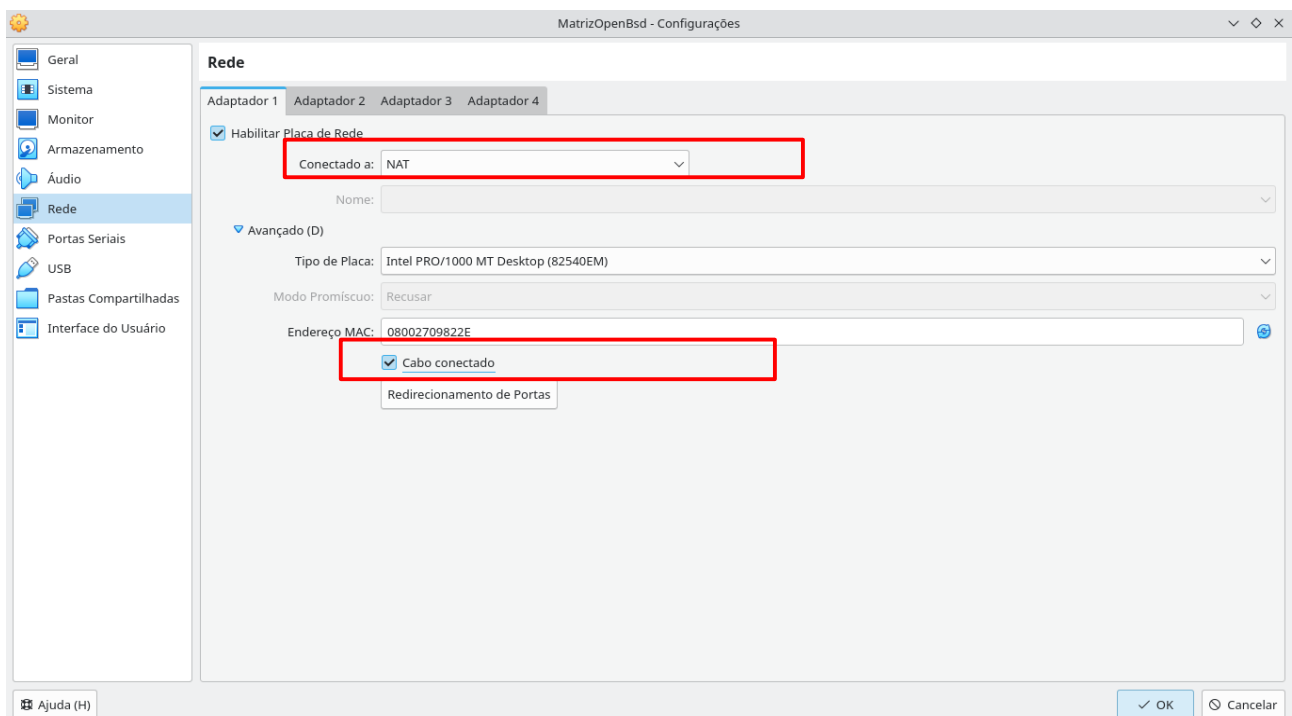 MatrizOpenBsd - Configurações
Geral
Sistema
Monitor
Armazenamento
Áudio
Rede
Portas Seriais
USB
Pastas Compartilhadas
Interface do Usuário
Rede
Adaptador 1 Adaptador 2 Adaptador 3 Adaptador 4
Habilitar Placa de Rede
Conectado a: NAT
Nome:
Avançado (D)
Tipo de Placa: Intel PRO/1000 MT Desktop (82540EM)
Modo Promíscuo: Recusar
Endereço MAC: 08002709822E
Cabo conectado
Redirecionamento de Portas
Ajuda (H)
OK
Cancelar